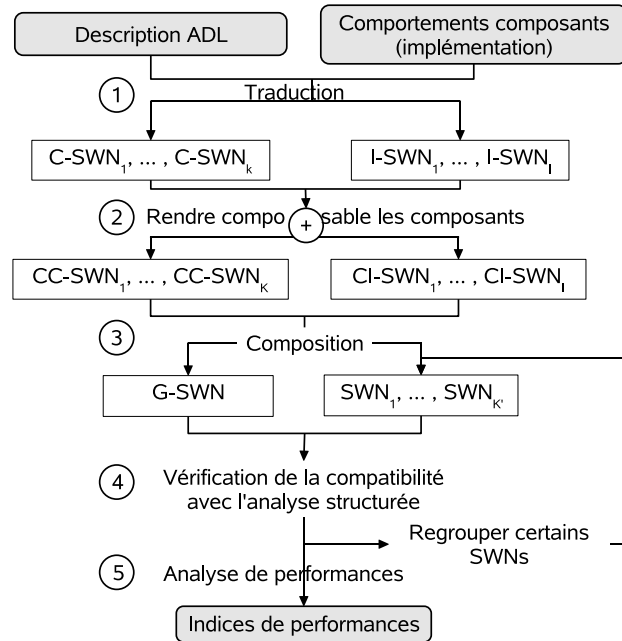 Description ADL
Comportements composants
(implémentation)
1
Traduction
C-SWN1, ... , C-SWNk
I-SWN1, ... , I-SWNl
2
Rendre compo + sable les composants
CC-SWN1, ... , CC-SWNK
CI-SWN1, ... , CI-SWNl
3
Composition
G-SWN
SWN1, ... , SWNK'
4
Vérification de la compatibilité
avec l'analyse structurée
Regrouper certains
SWNs
5
Analyse de performances
Indices de performances